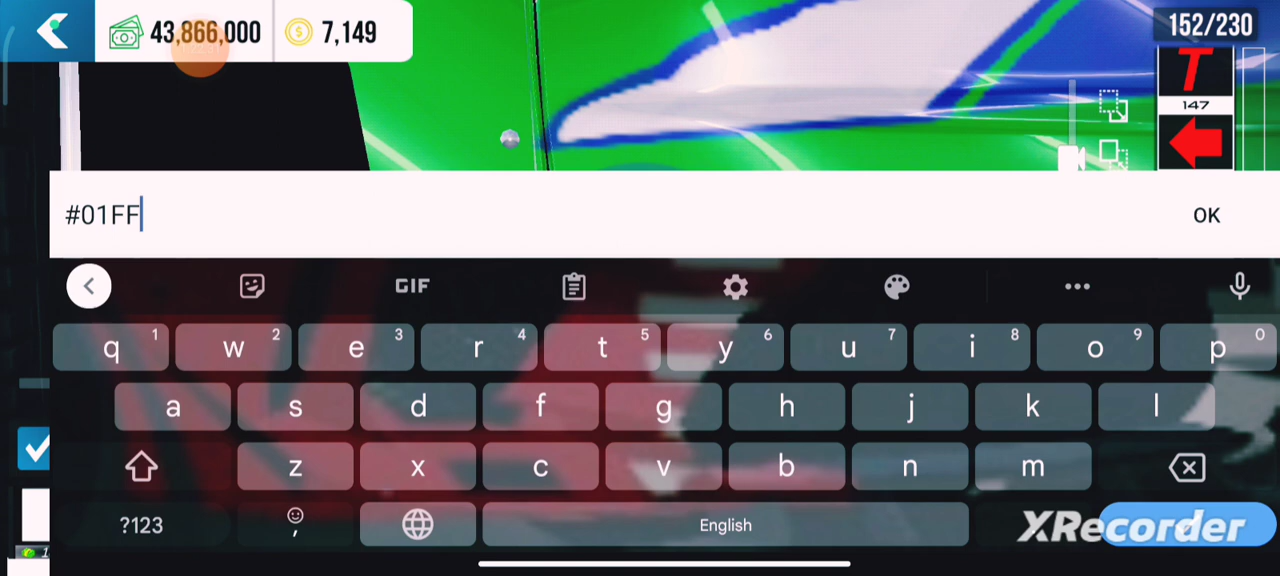 43,866,000
7,149
152/230
T
147
#01FF
OK
GIF
q 1 w 2 e 3 r 4 t 5 y 6 u 7 i 8 o 9 p 0
a s d f g h j k l
z x c v b n m
?123 , English
XRecorder